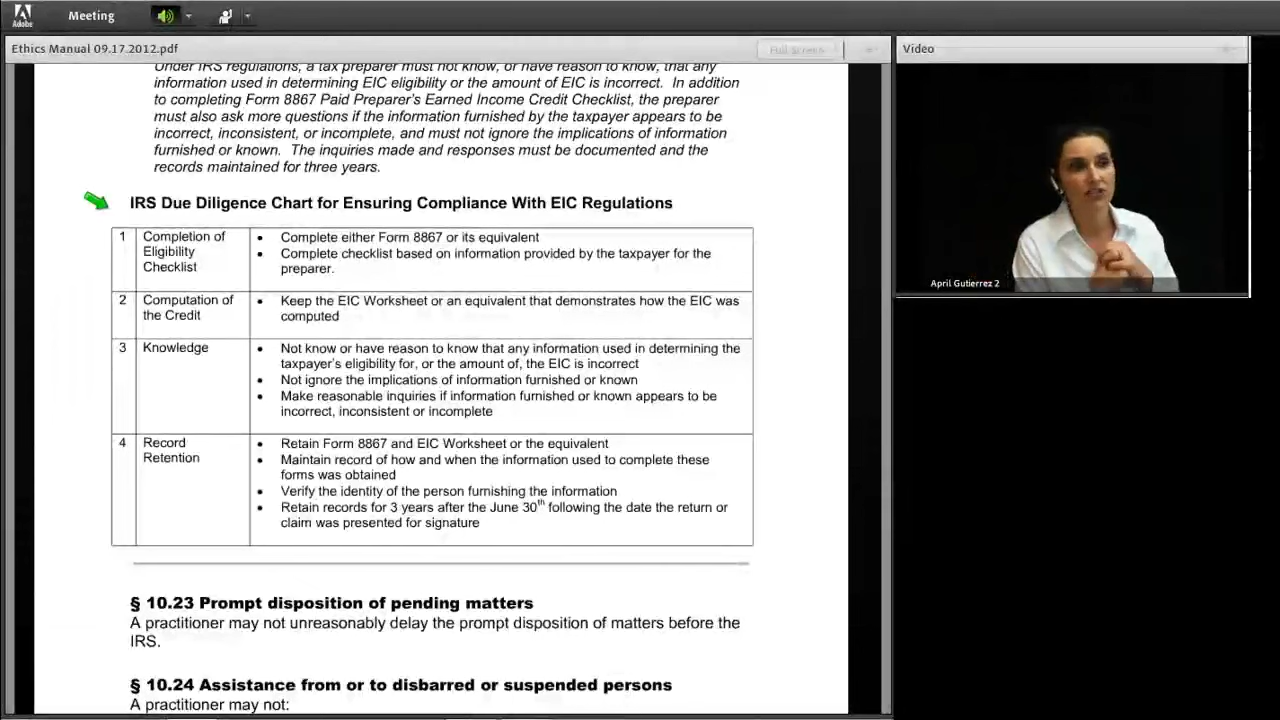 Adobe
Meeting
Ethics Manual 09.17.2012.pdf
Full Screen
Video
Under IRS regulations, a tax preparer must not know, or have reason to know, that any
information used in determining EIC eligibility or the amount of EIC is incorrect. In addition
to completing Form 8867 Paid Preparer's Earned Income Credit Checklist, the preparer
must also ask more questions if the information furnished by the taxpayer appears to be
incorrect, inconsistent, or incomplete, and must not ignore the implications of information
furnished or known. The inquiries made and responses must be documented and the
records maintained for three years.
IRS Due Diligence Chart for Ensuring Compliance With EIC Regulations
1
Completion of
Eligibility
Checklist
• Complete either Form 8867 or its equivalent
• Complete checklist based on information provided by the taxpayer for the
preparer.
2
Computation of
the Credit
• Keep the EIC Worksheet or an equivalent that demonstrates how the EIC was
computed
3
Knowledge
• Not know or have reason to know that any information used in determining the
taxpayer's eligibility for, or the amount of, the EIC is incorrect
• Not ignore the implications of information furnished or known
• Make reasonable inquiries if information furnished or known appears to be
incorrect, inconsistent or incomplete
4
Record
Retention
• Retain Form 8867 and EIC Worksheet or the equivalent
• Maintain record of how and when the information used to complete these
forms was obtained
• Verify the identity of the person furnishing the information
• Retain records for 3 years after the June 30th following the date the return or
claim was presented for signature
§ 10.23 Prompt disposition of pending matters
A practitioner may not unreasonably delay the prompt disposition of matters before the
IRS.
§ 10.24 Assistance from or to disbarred or suspended persons
A practitioner may not:
April Gutierrez 2